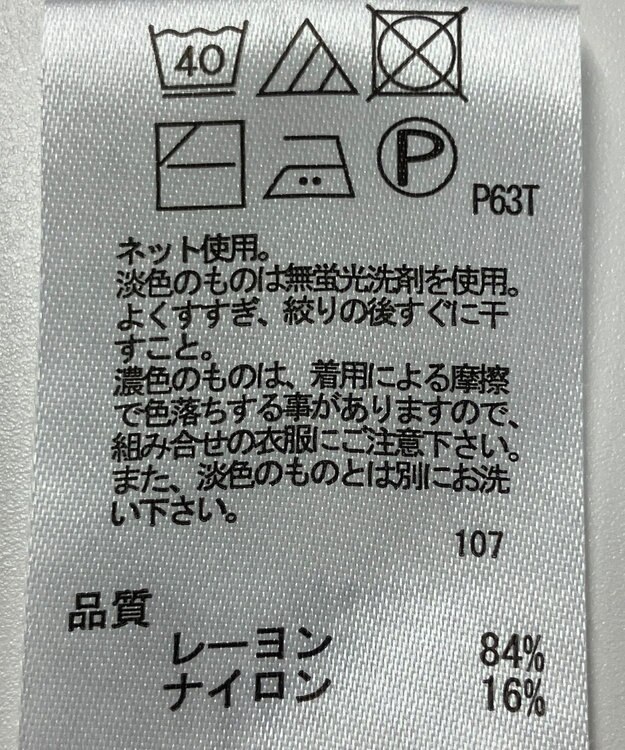 40
P
P63T
ネット使用。
淡色のものは無蛍光洗剤を使用。
よくすすぎ、絞りの後すぐに干
すこと。
濃色のものは、着用による摩擦
で色落ちする事がありますので、
組み合せの衣服にご注意下さい。
また、淡色のものとは別にお洗
い下さい。
107
品質
レーヨン 84%
ナイロン 16%